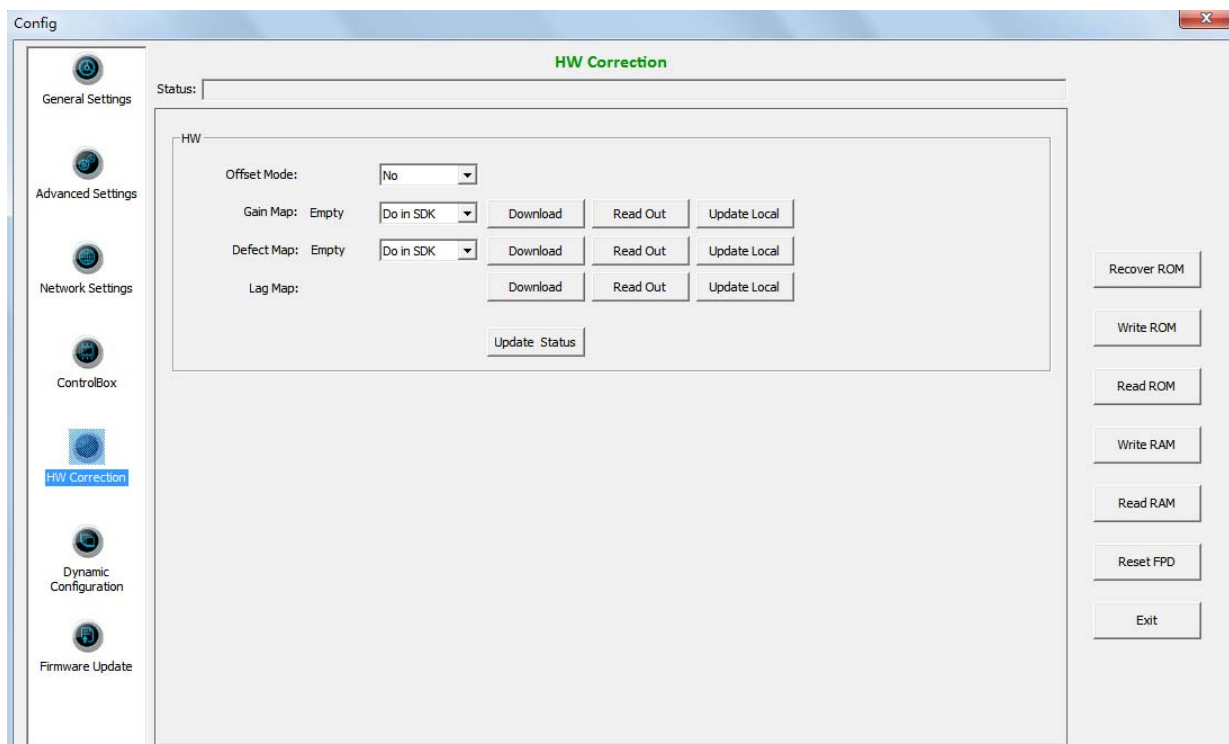 Config
General Settings
Advanced Settings
Network Settings
ControlBox
HW Correction
Dynamic
Configuration
Firmware Update
HW Correction
Status:
HW
Offset Mode: No
Gain Map: Empty Do in SDK Download Read Out Update Local
Defect Map: Empty Do in SDK Download Read Out Update Local
Lag Map: Download Read Out Update Local
Update Status
Recover ROM
Write ROM
Read ROM
Write RAM
Read RAM
Reset FPD
Exit